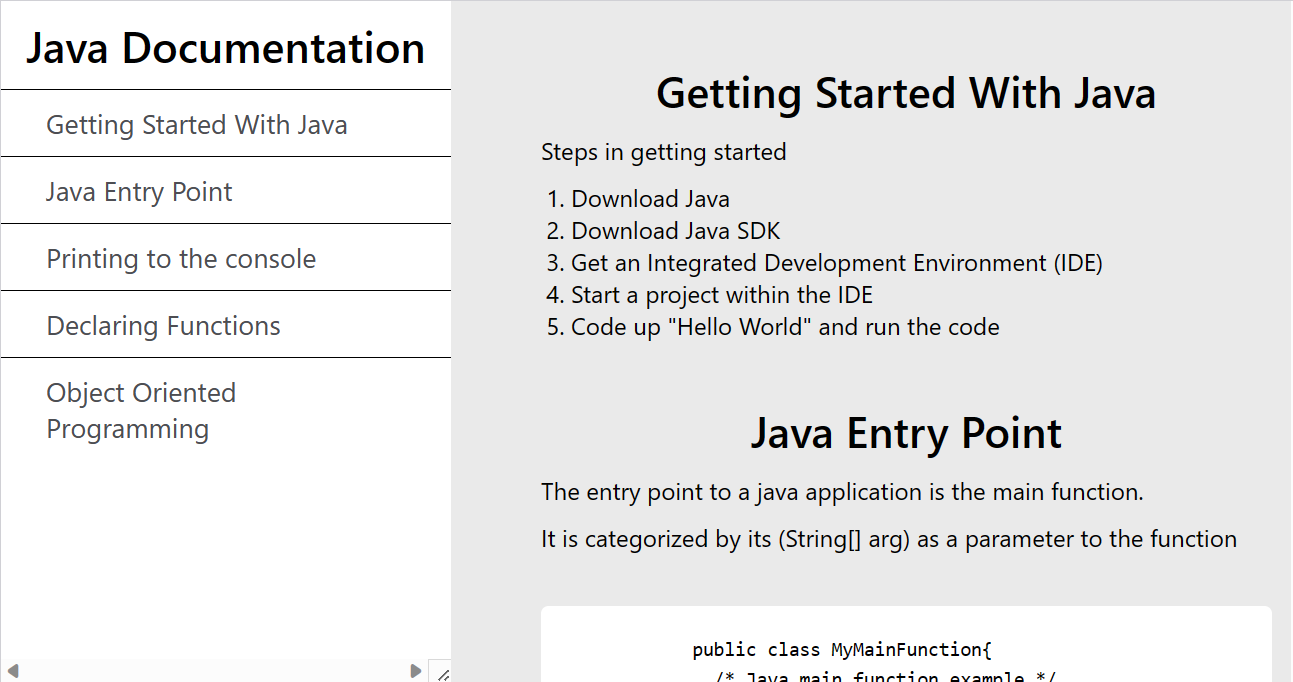 Java Documentation
Getting Started With Java
Java Entry Point
Printing to the console
Declaring Functions
Object Oriented
Programming
Getting Started With Java
Steps in getting started
1. Download Java
2. Download Java SDK
3. Get an Integrated Development Environment (IDE)
4. Start a project within the IDE
5. Code up "Hello World" and run the code
Java Entry Point
The entry point to a java application is the main function.
It is categorized by its (String[] arg) as a parameter to the function
public class MyMainFunction{
/* Java main function example */